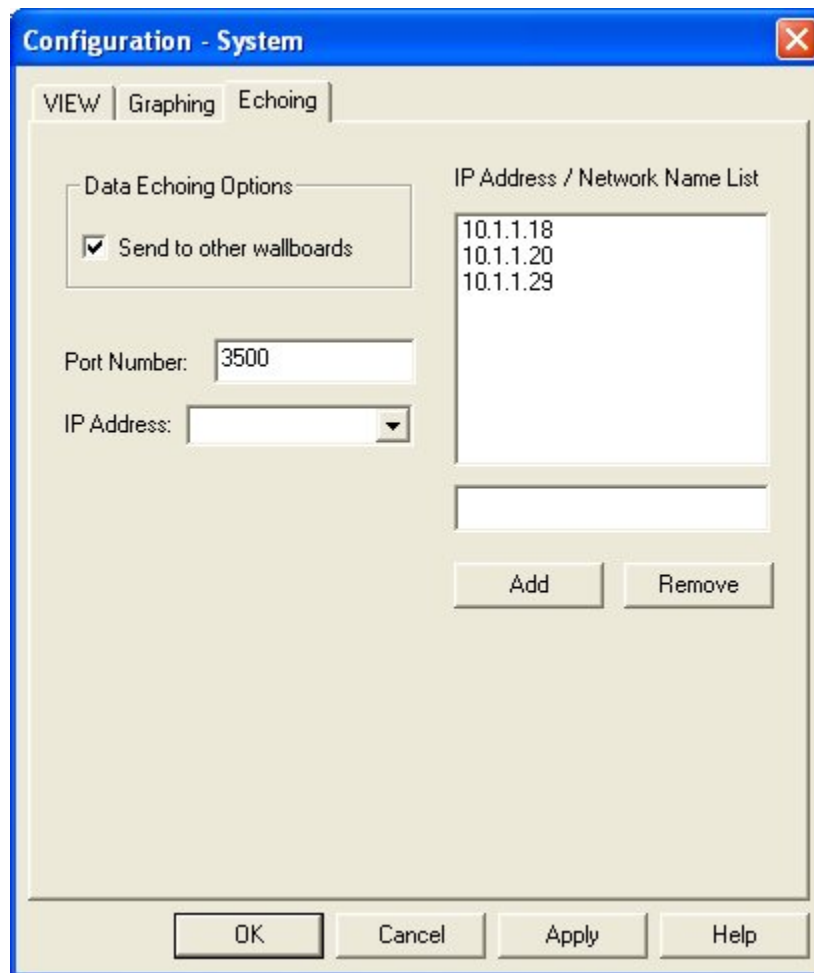 Configuration - System
VIEW
Graphing
Echoing
Data Echoing Options
Send to other wallboards
Port Number:
3500
IP Address:
IP Address / Network Name List
10.1.1.18
10.1.1.20
10.1.1.29
Add
Remove
OK
Cancel
Apply
Help